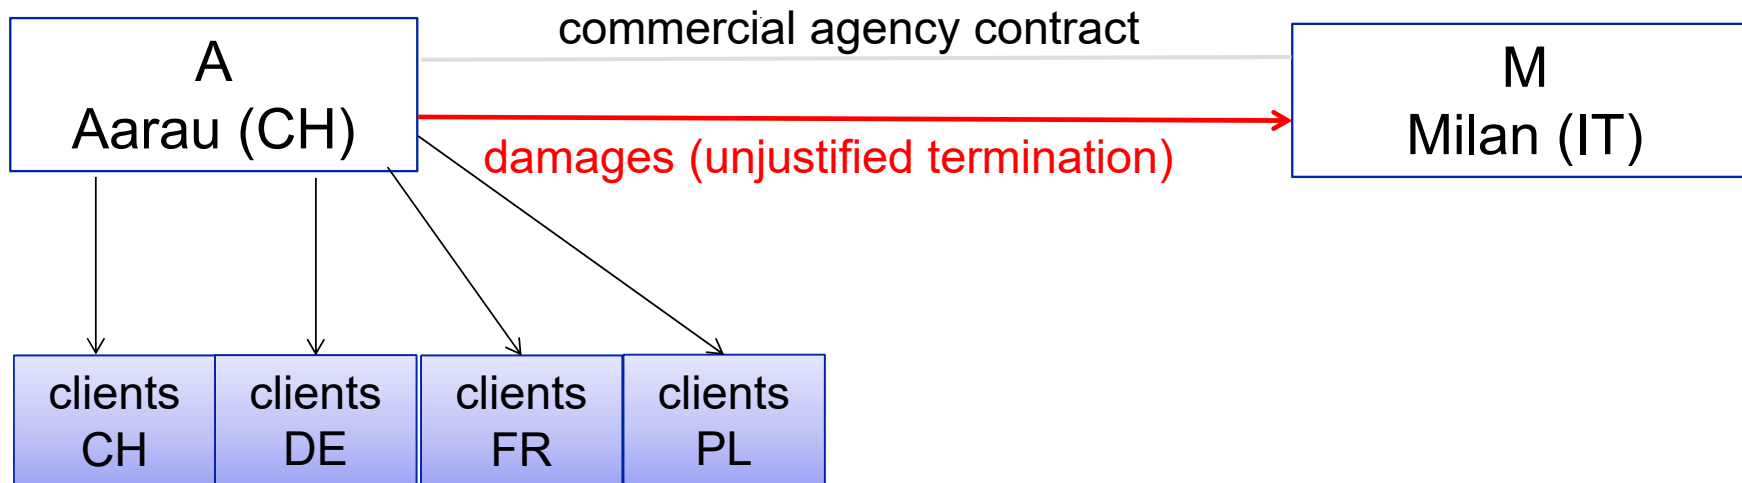 commercial agency contract
A
Aarau (CH)
M
Milan (IT)
damages (unjustified termination)
clients
CH
clients
DE
clients
FR
clients
PL